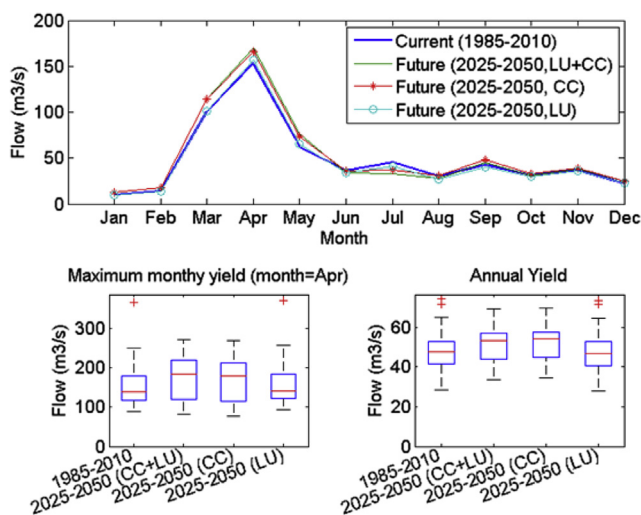 200
150
100
50
0
Flow (m3/s)
Current (1985-2010)
Future (2025-2050,LU+CC)
Future (2025-2050, CC)
Future (2025-2050,LU)
Jan Feb Mar Apr May Jun Jul Aug Sep Oct Nov Dec
Month
Maximum monthy yield (month=Apr)
300
200
100
0
Flow (m3/s)
1985-2010
2025-2050 (CC+LU)
2025-2050 (CC)
2025-2050 (LU)
Annual Yield
60
40
20
0
Flow (m3/s)
1985-2010
2025-2050 (CC+LU)
2025-2050 (CC)
2025-2050 (LU)